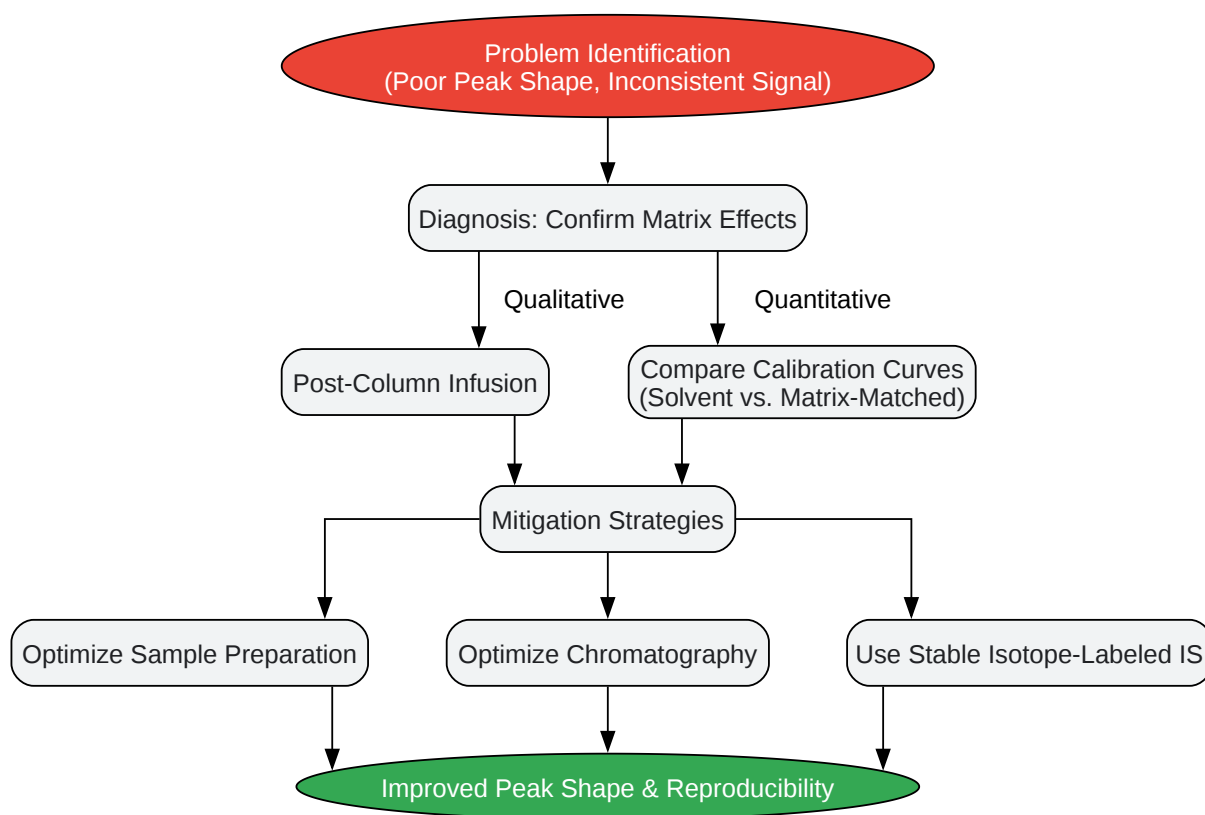 Problem Identification
(Poor Peak Shape, Inconsistent Signal)
Diagnosis: Confirm Matrix Effects
Qualitative
Quantitative
Post-Column Infusion
Compare Calibration Curves
(Solvent vs. Matrix-Matched)
Mitigation Strategies
Optimize Sample Preparation
Optimize Chromatography
Use Stable Isotope-Labeled IS
Improved Peak Shape & Reproducibility